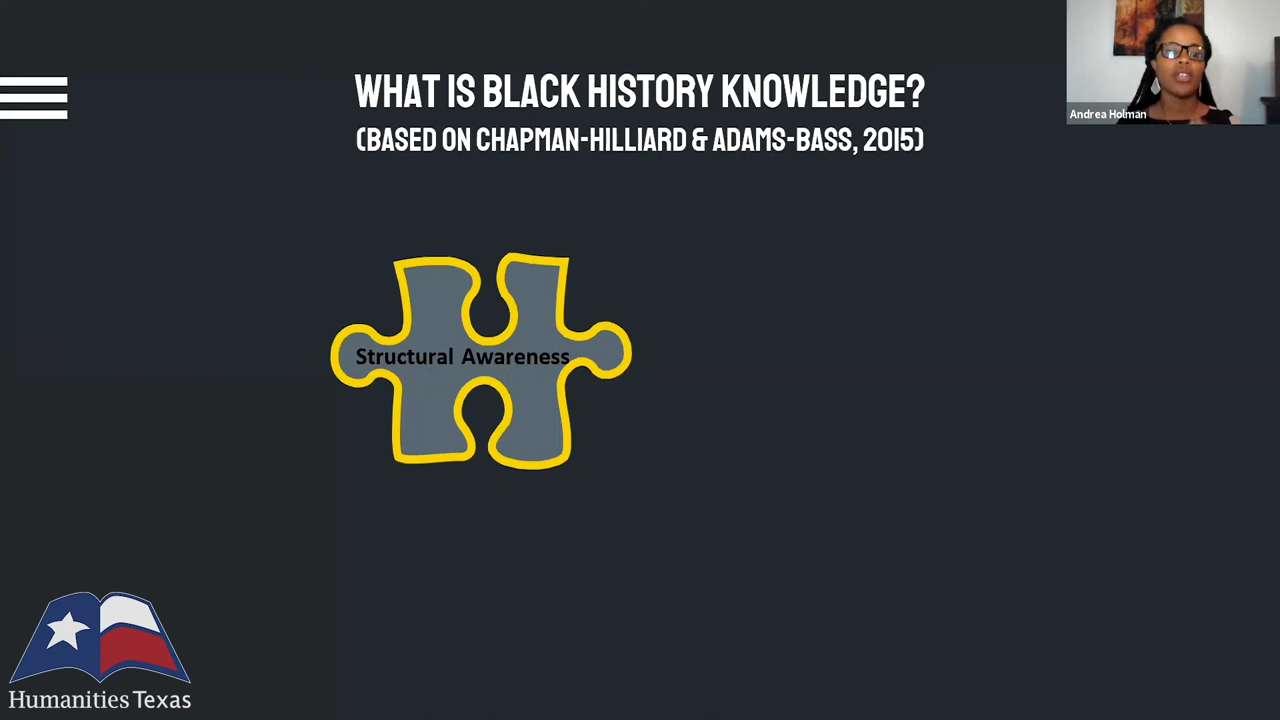 WHAT IS BLACK HISTORY KNOWLEDGE?
(BASED ON CHAPMAN-HILLIARD & ADAMS-BASS, 2015)
Andrea Holman
Structural Awareness
Humanities Texas